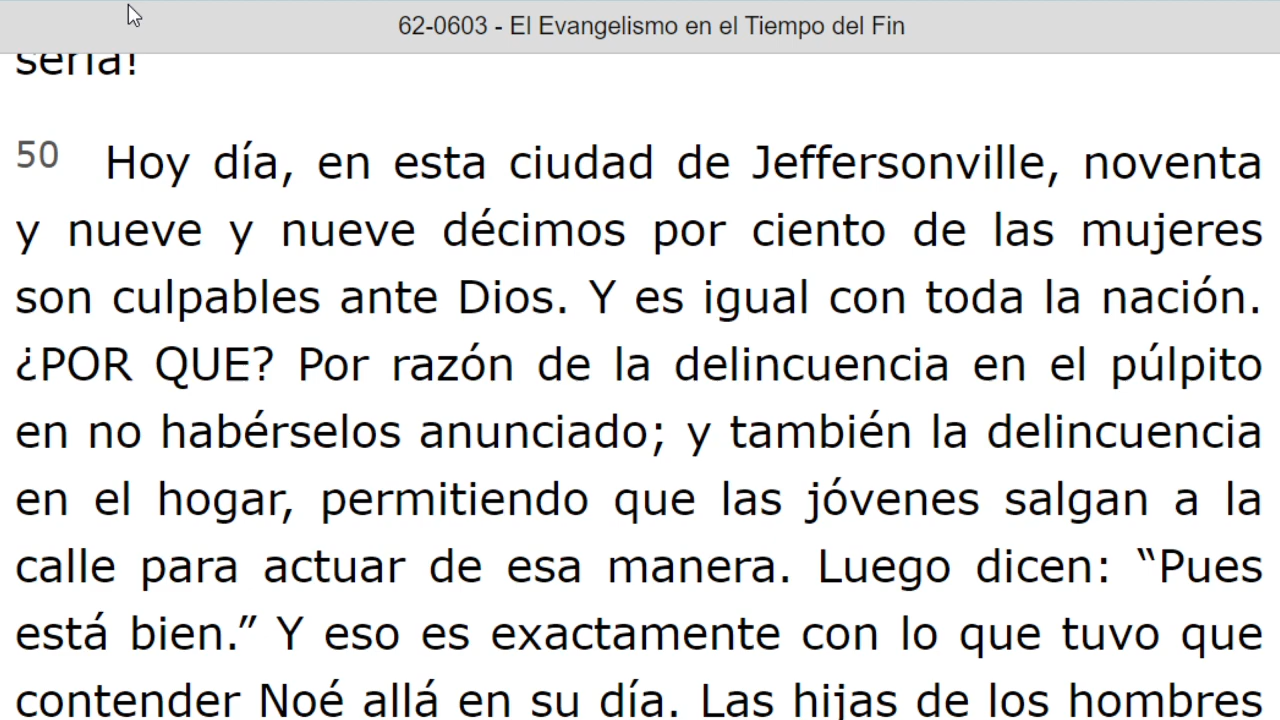 62-0603 - El Evangelismo en el Tiempo del Fin
sería!
50 Hoy día, en esta ciudad de Jeffersonville, noventa
y nueve y nueve décimos por ciento de las mujeres
son culpables ante Dios. Y es igual con toda la nación.
¿POR QUE? Por razón de la delincuencia en el púlpito
en no habérselos anunciado; y también la delincuencia
en el hogar, permitiendo que las jóvenes salgan a la
calle para actuar de esa manera. Luego dicen: “Pues
está bien.” Y eso es exactamente con lo que tuvo que
contender Noé allá en su día. Las hijas de los hombres